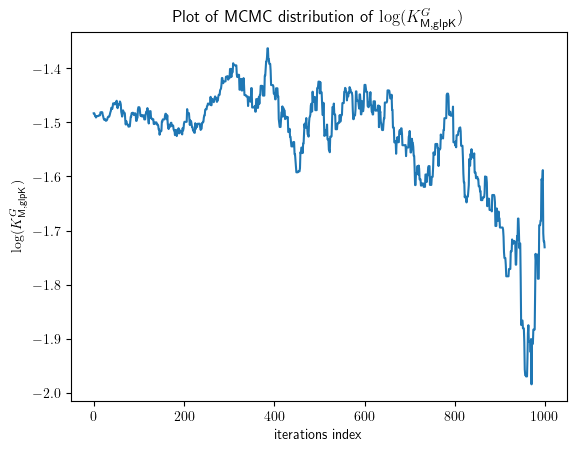 Plot of MCMC distribution of log(K^G_M,glpK)
log(K^G_M,glpK)
−1.4
−1.5
−1.6
−1.7
−1.8
−1.9
−2.0
0 200 400 600 800 1000
iterations index